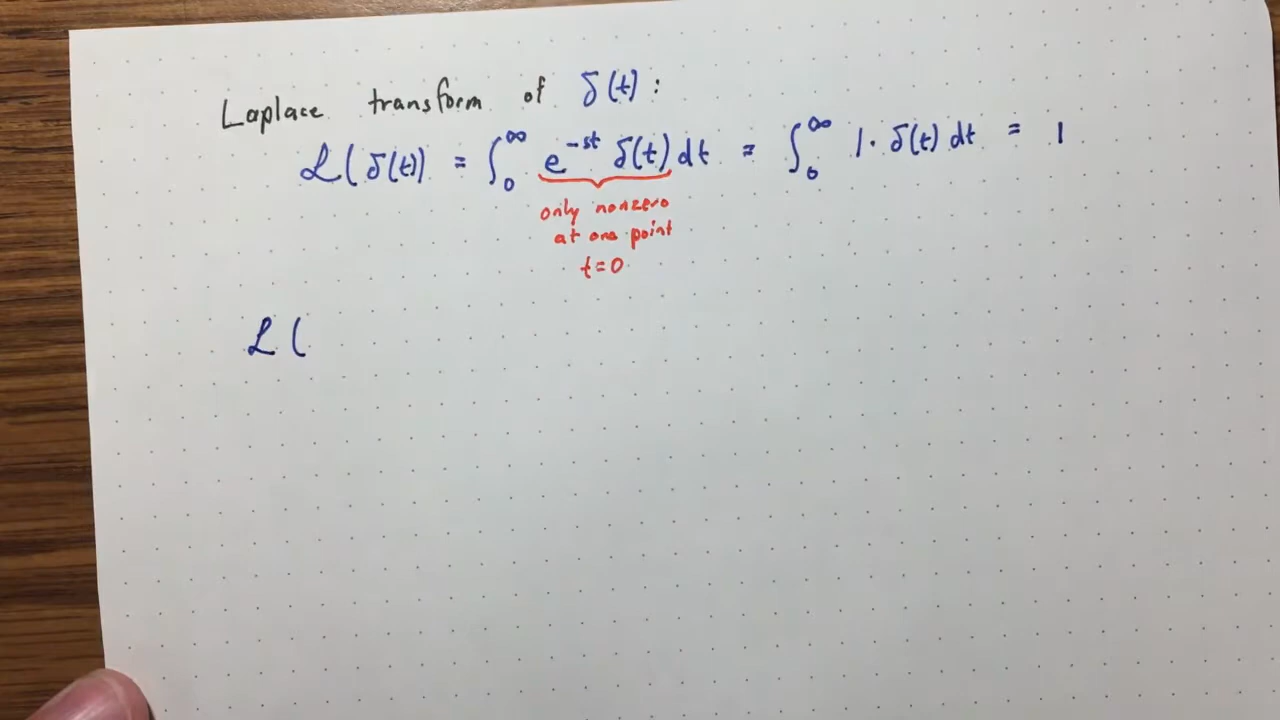 Laplace transform of δ(t):
ℒ(δ(t)) = ∫₀^∞ e^{-st} δ(t) dt = ∫₀^∞ 1· δ(t) dt = 1
only nonzero
at one point
t=0
ℒ(